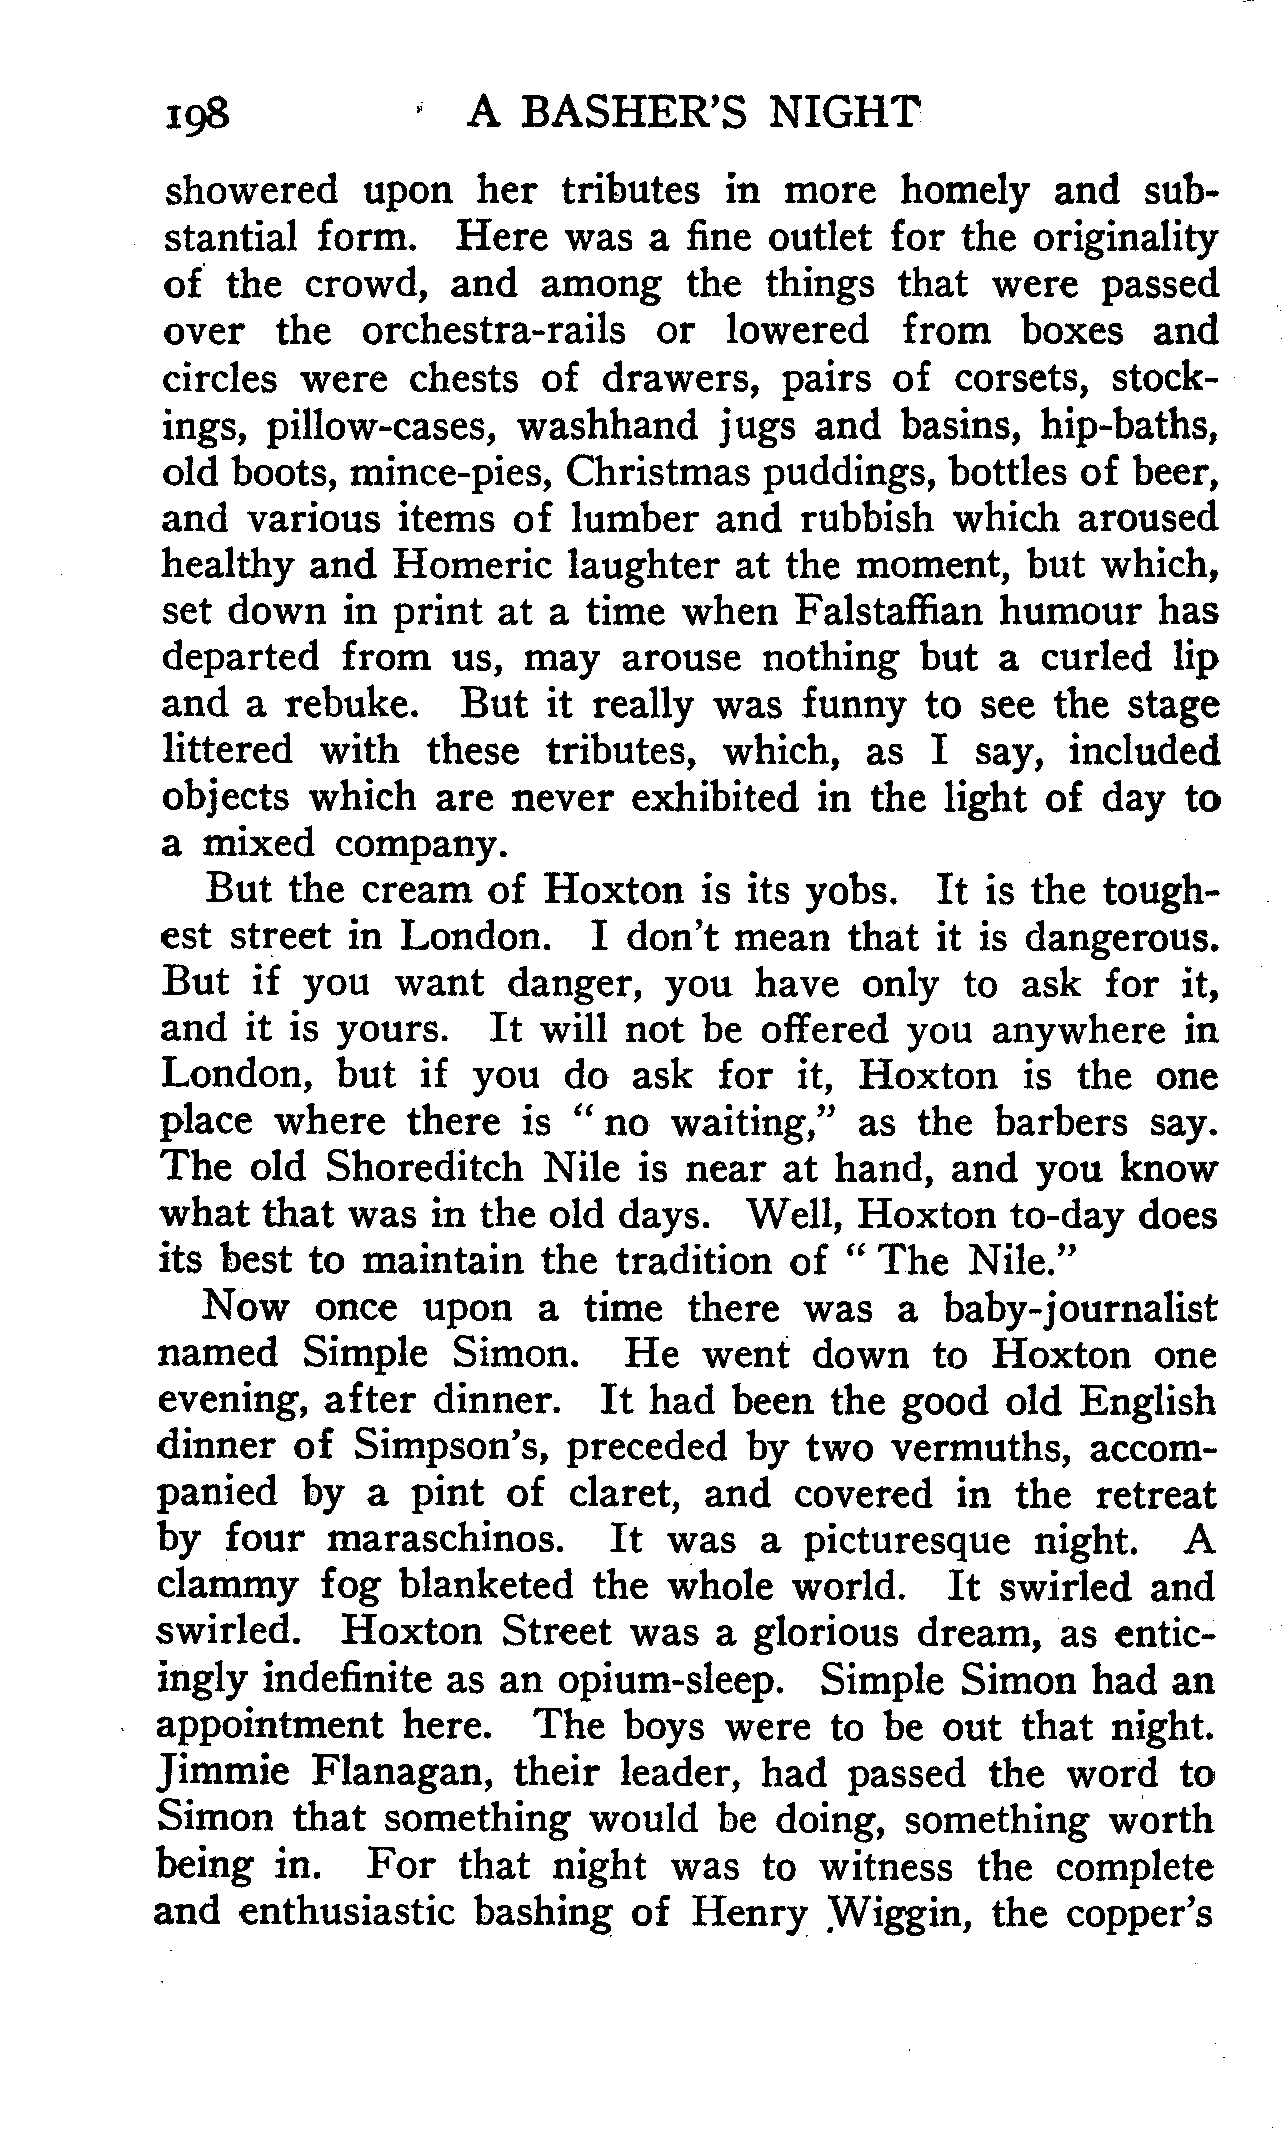 198 A BASHER'S NIGHT
showered upon her tributes in more homely and sub-
stantial form. Here was a fine outlet for the originality
of the crowd, and among the things that were passed
over the orchestra-rails or lowered from boxes and
circles were chests of drawers, pairs of corsets, stock-
ings, pillow-cases, washhand jugs and basins, hip-baths,
old boots, mince-pies, Christmas puddings, bottles of beer,
and various items of lumber and rubbish which aroused
healthy and Homeric laughter at the moment, but which,
set down in print at a time when Falstaffian humour has
departed from us, may arouse nothing but a curled lip
and a rebuke. But it really was funny to see the stage
littered with these tributes, which, as I say, included
objects which are never exhibited in the light of day to
a mixed company.
But the cream of Hoxton is its yobs. It is the tough-
est street in London. I don't mean that it is dangerous.
But if you want danger, you have only to ask for it,
and it is yours. It will not be offered you anywhere in
London, but if you do ask for it, Hoxton is the one
place where there is "no waiting," as the barbers say.
The old Shoreditch Nile is near at hand, and you know
what that was in the old days. Well, Hoxton to-day does
its best to maintain the tradition of "The Nile."
Now once upon a time there was a baby-journalist
named Simple Simon. He went down to Hoxton one
evening, after dinner. It had been the good old English
dinner of Simpson's, preceded by two vermuths, accom-
panied by a pint of claret, and covered in the retreat
by four maraschinos. It was a picturesque night. A
clammy fog blanketed the whole world. It swirled and
swirled. Hoxton Street was a glorious dream, as entic-
ingly indefinite as an opium-sleep. Simple Simon had an
appointment here. The boys were to be out that night.
Jimmie Flanagan, their leader, had passed the word to
Simon that something would be doing, something worth
being in. For that night was to witness the complete
and enthusiastic bashing of Henry Wiggin, the copper's